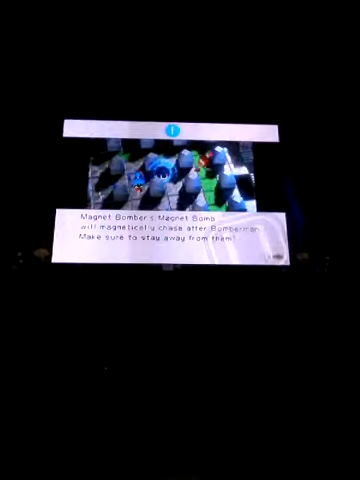 Magnet Bomber's Magnet Bomb
will magnetically chase after Bomberman.
Make sure to stay away from them!